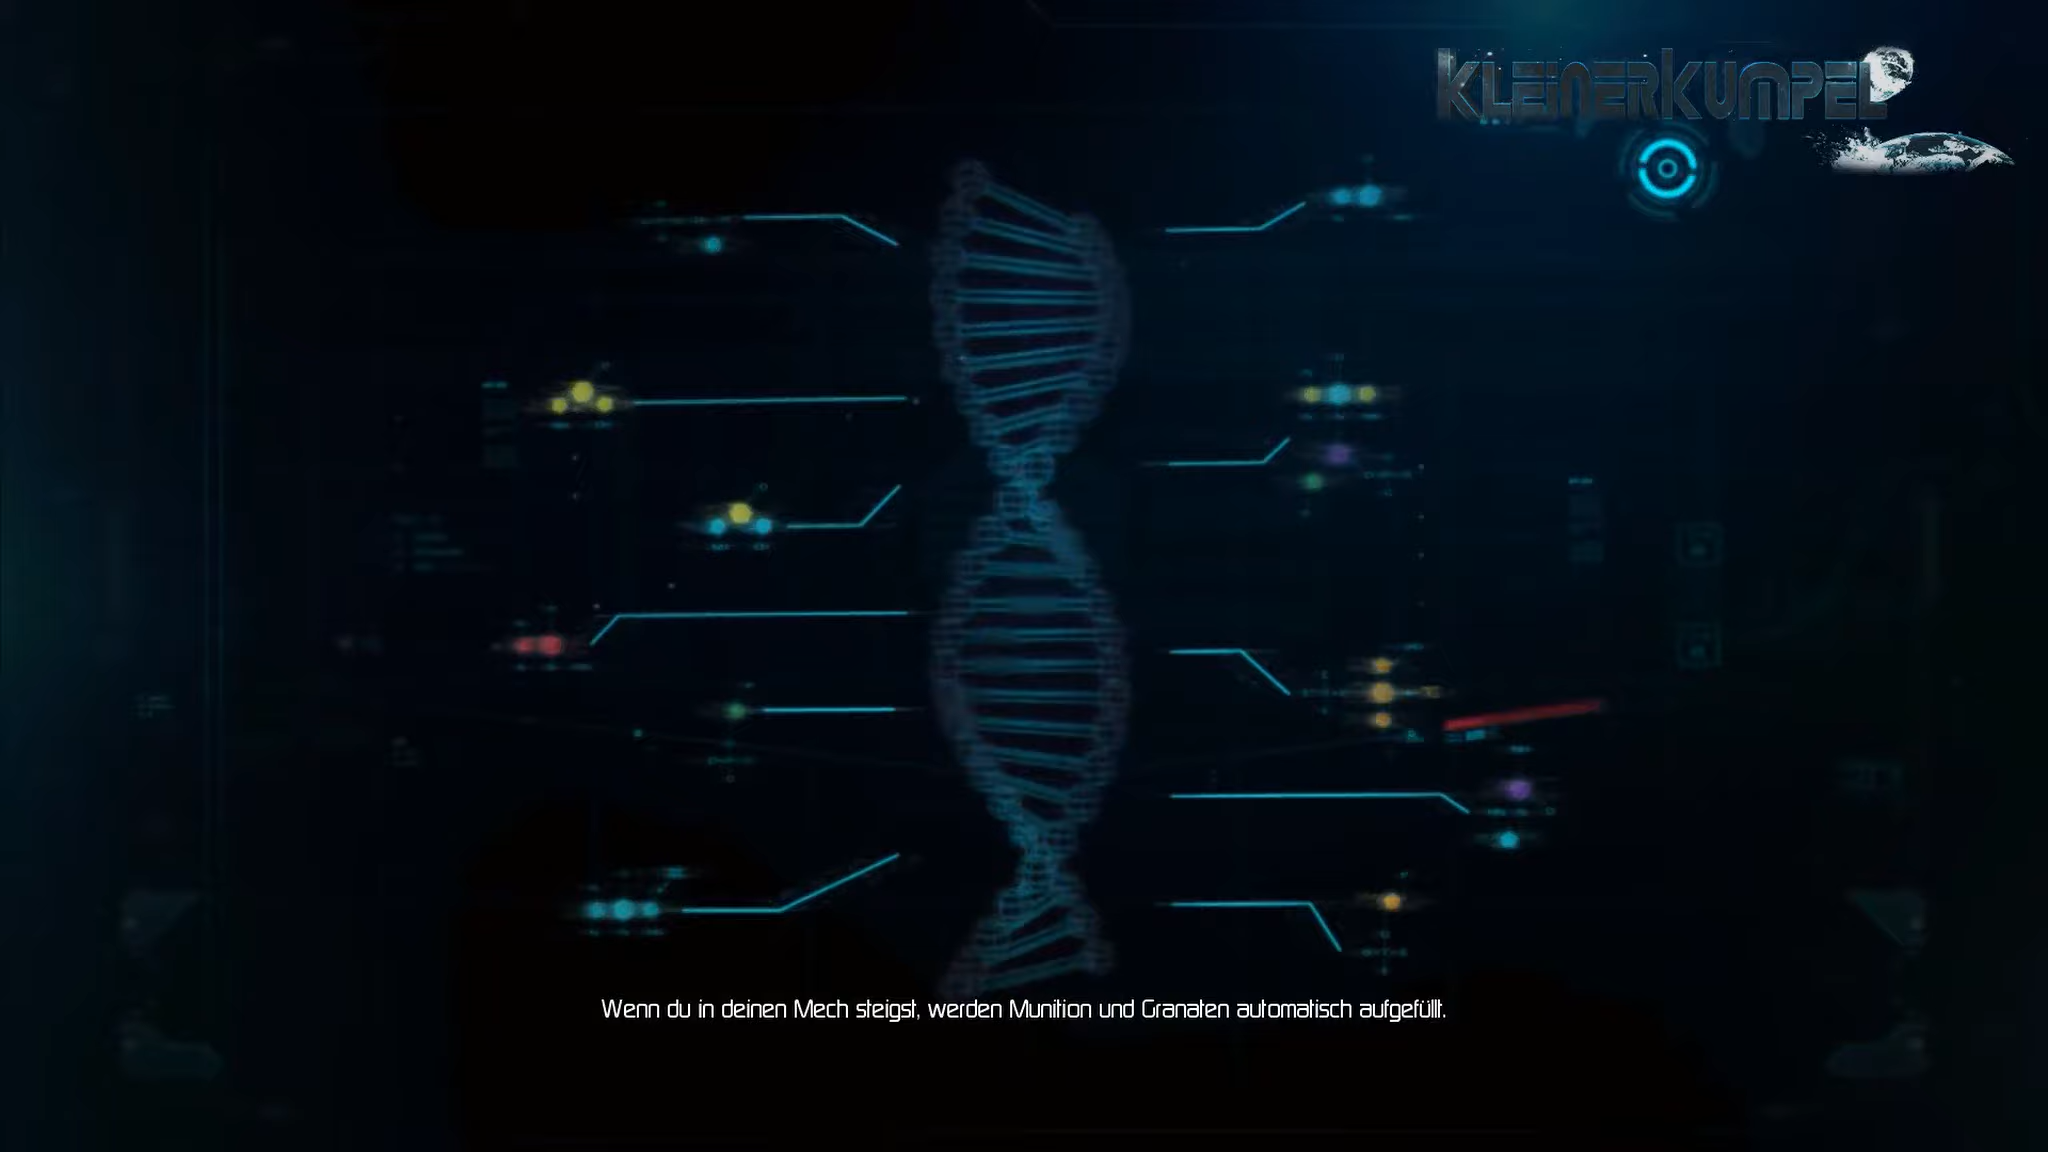 KLEINERKUMPEL
Wenn du in deinen Mech steigst, werden Munition und Granaten automatisch aufgefüllt.